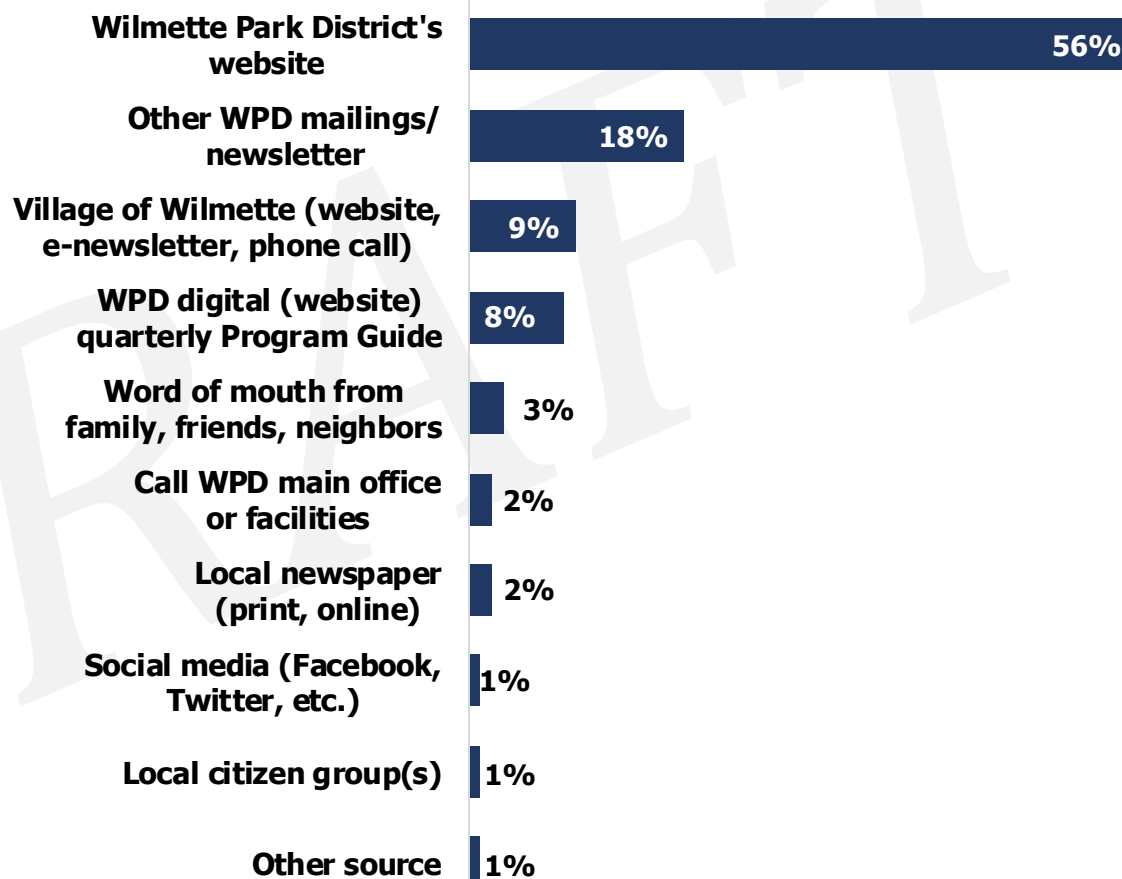 Wilmette Park District's
website
56%
Other WPD mailings/
newsletter
18%
Village of Wilmette (website,
e-newsletter, phone call)
9%
WPD digital (website)
quarterly Program Guide
8%
Word of mouth from
family, friends, neighbors
3%
Call WPD main office
or facilities
2%
Local newspaper
(print, online)
2%
Social media (Facebook,
Twitter, etc.)
1%
Local citizen group(s)
1%
Other source
1%
RAFT